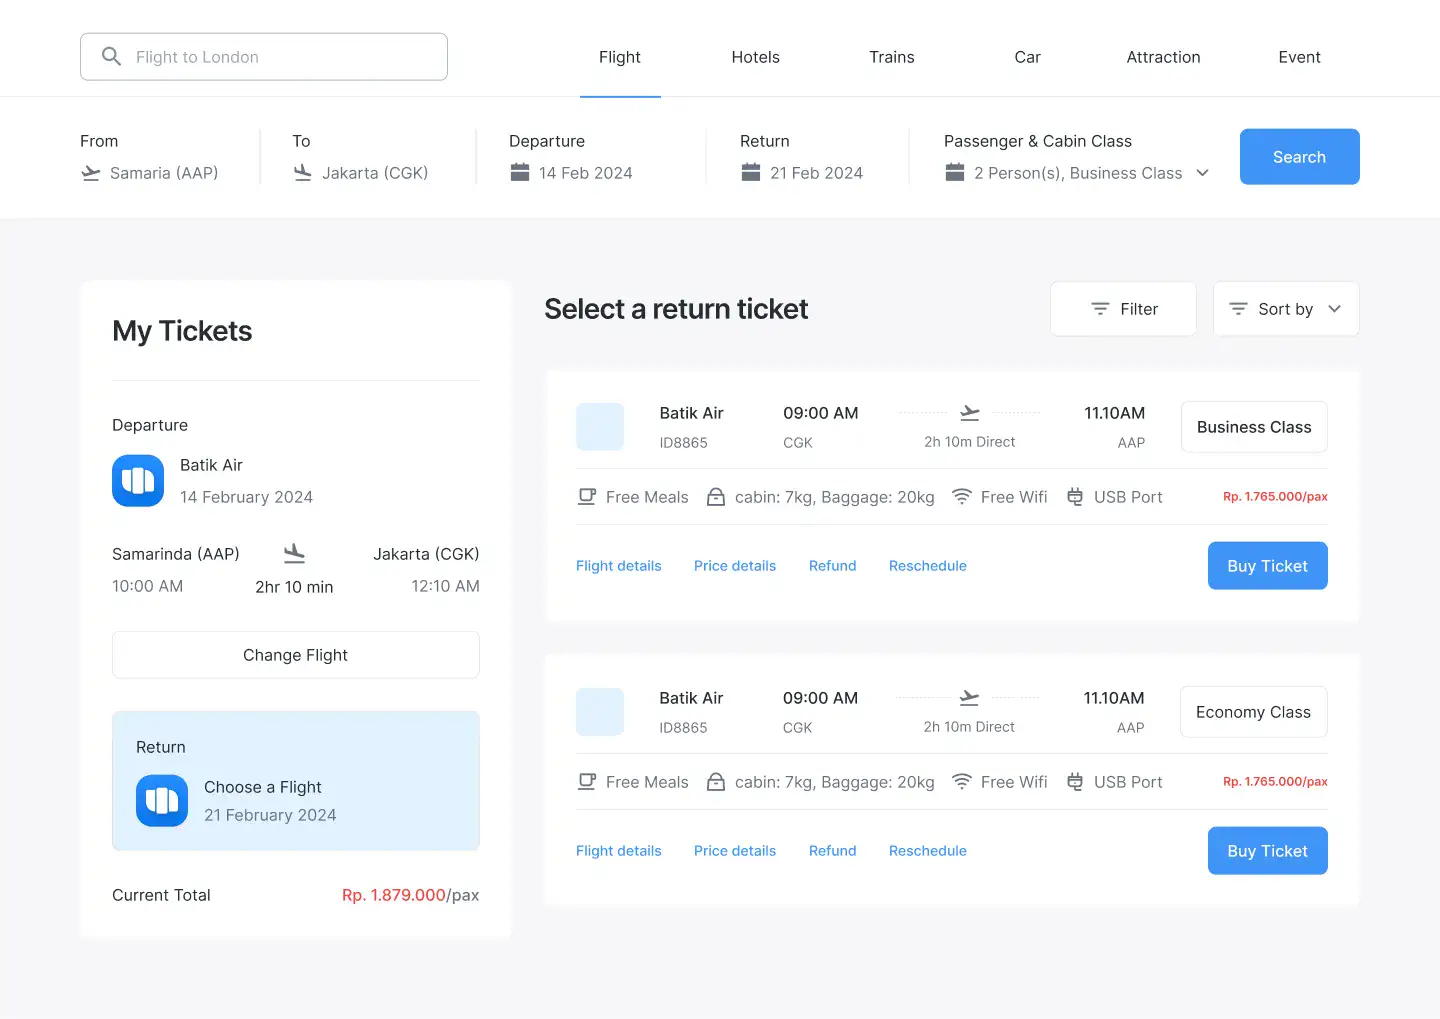 Flight to London
Flight Hotels Trains Car Attraction Event
From To Departure Return Passenger & Cabin Class
Samaria (AAP) Jakarta (CGK) 14 Feb 2024 21 Feb 2024 2 Person(s), Business Class
Search
My Tickets
Departure
Batik Air
14 February 2024
Samarinda (AAP) Jakarta (CGK)
10:00 AM 2hr 10 min 12:10 AM
Change Flight
Return
Choose a Flight
21 February 2024
Current Total Rp. 1.879.000/pax
Select a return ticket
Filter Sort by
Batik Air 09:00 AM 11.10AM
ID8865 CGK 2h 10m Direct AAP
Business Class
Free Meals cabin: 7kg, Baggage: 20kg Free Wifi USB Port Rp. 1.765.000/pax
Flight details Price details Refund Reschedule
Buy Ticket
Batik Air 09:00 AM 11.10AM
ID8865 CGK 2h 10m Direct AAP
Economy Class
Free Meals cabin: 7kg, Baggage: 20kg Free Wifi USB Port Rp. 1.765.000/pax
Flight details Price details Refund Reschedule
Buy Ticket